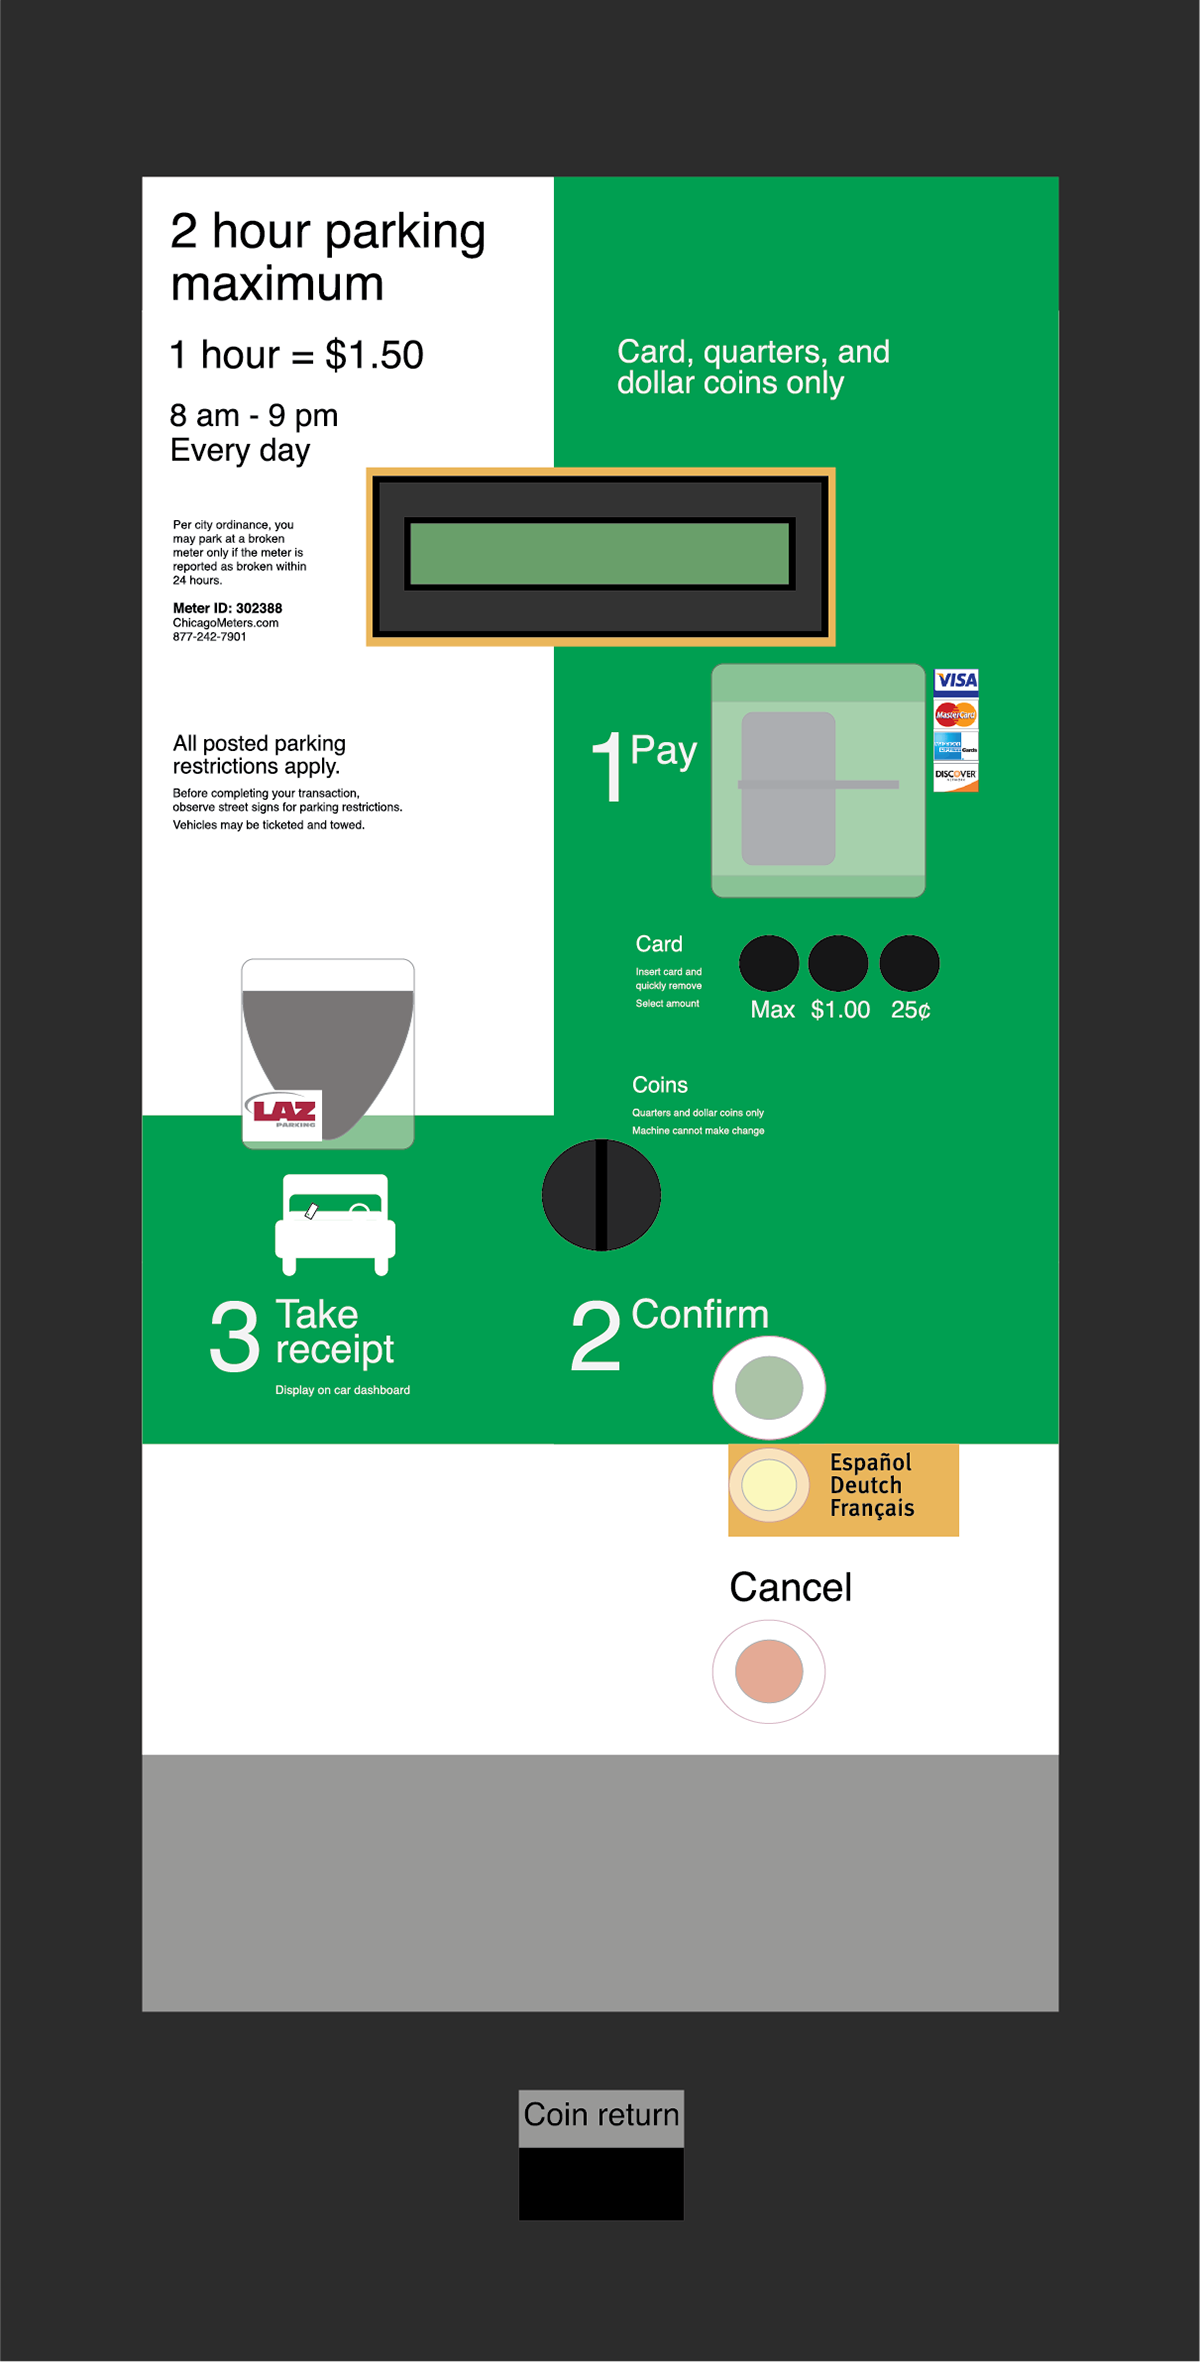 2 hour parking
maximum
1 hour = $1.50
8 am - 9 pm
Every day
Card, quarters, and
dollar coins only
Per city ordinance, you
may park at a broken
meter only if the meter is
reported as broken within
24 hours.
Meter ID: 302388
ChicagoMeters.com
877-242-7901
All posted parking
restrictions apply.
Before completing your transaction,
observe street signs for parking restrictions.
Vehicles may be ticketed and towed.
1 Pay
VISA
MasterCard
AMERICAN
EXPRESS Cards
DISCOVER
Card
Insert card and
quickly remove
Select amount
Max $1.00 25¢
Coins
Quarters and dollar coins only
Machine cannot make change
LAZ
PARKING
2 Confirm
3 Take
receipt
Display on car dashboard
Español
Deutch
Français
Cancel
Coin return